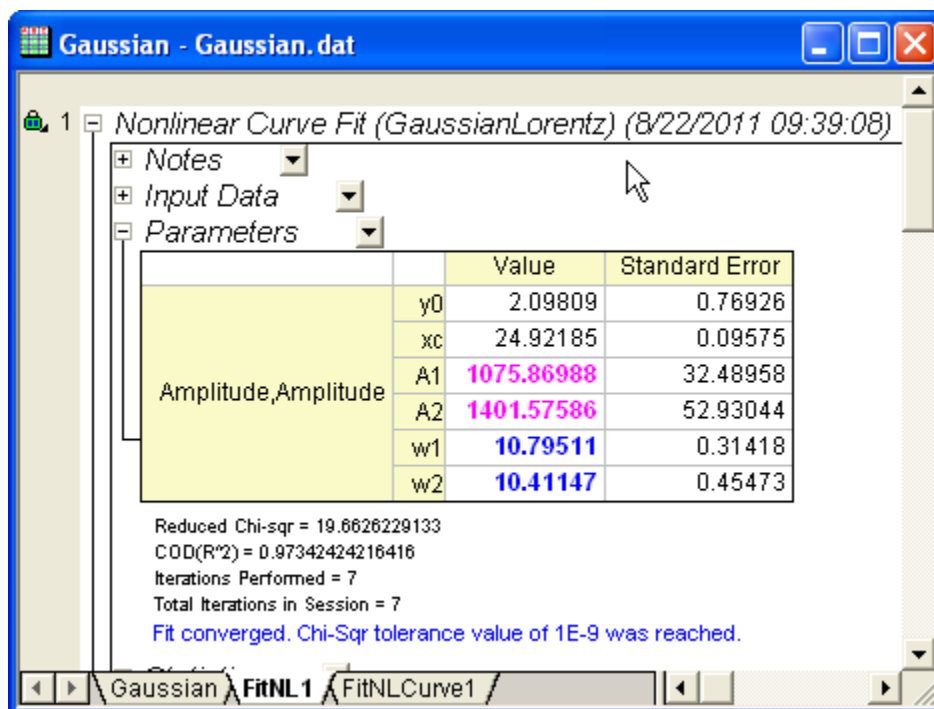 Gaussian - Gaussian.dat
1 Nonlinear Curve Fit (GaussianLorentz) (8/22/2011 09:39:08)
Notes
Input Data
Parameters
Value Standard Error
Amplitude,Amplitude
y0 2.09809 0.76926
xc 24.92185 0.09575
A1 1075.86988 32.48958
A2 1401.57586 52.93044
w1 10.79511 0.31418
w2 10.41147 0.45473
Reduced Chi-sqr = 19.6626229133
COD(R^2) = 0.97342424216416
Iterations Performed = 7
Total Iterations in Session = 7
Fit converged. Chi-Sqr tolerance value of 1E-9 was reached.
Gaussian FitNL1 FitNLCurve1